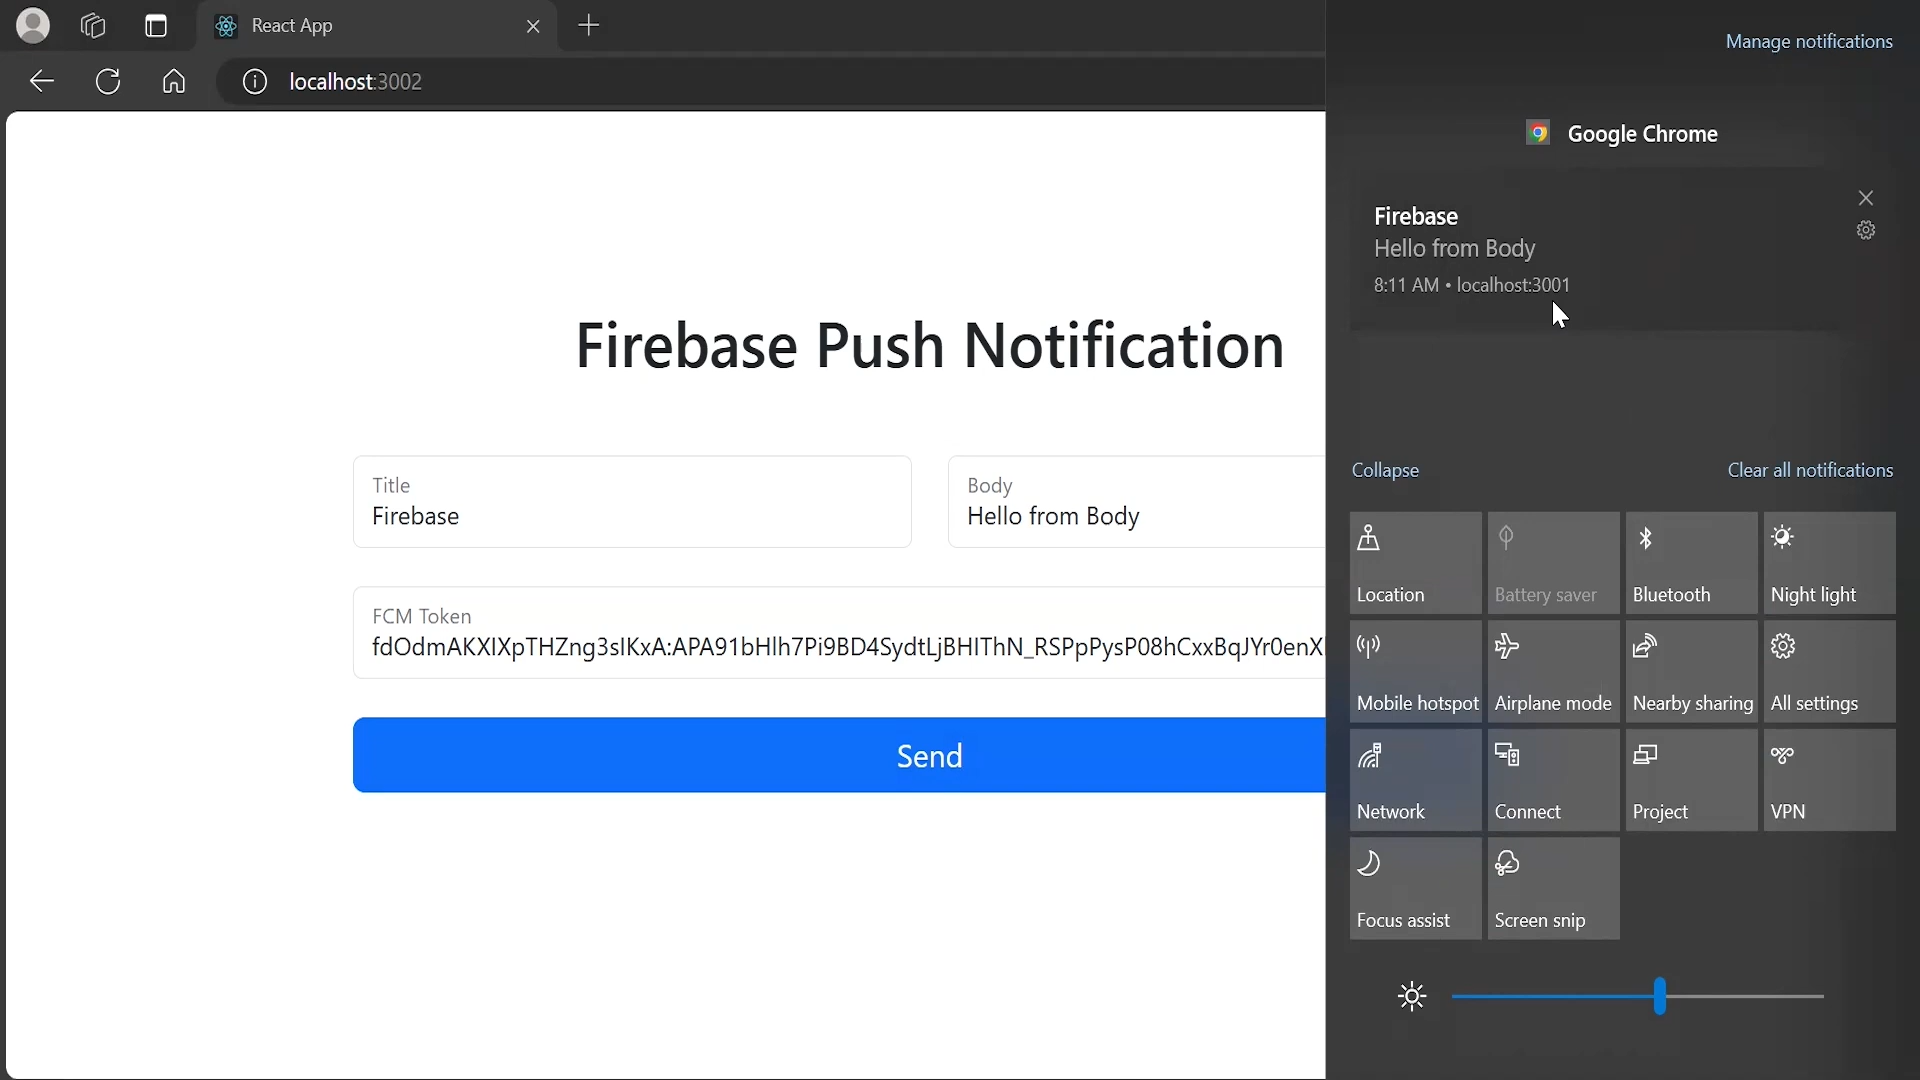 React App
localhost:3002
Firebase Push Notification
Title
Firebase
Body
Hello from Body
FCM Token
fdOdmAKXIXpTHZng3sIKxA:APA91bHlh7Pi9BD4SydtLjBHIThN_RSPpPysP08hCxxBqJYr0enX
Send
Manage notifications
Google Chrome
Firebase
Hello from Body
8:11 AM • localhost:3001
Collapse
Clear all notifications
Location
Battery saver
Bluetooth
Night light
Mobile hotspot
Airplane mode
Nearby sharing
All settings
Network
Connect
Project
VPN
Focus assist
Screen snip